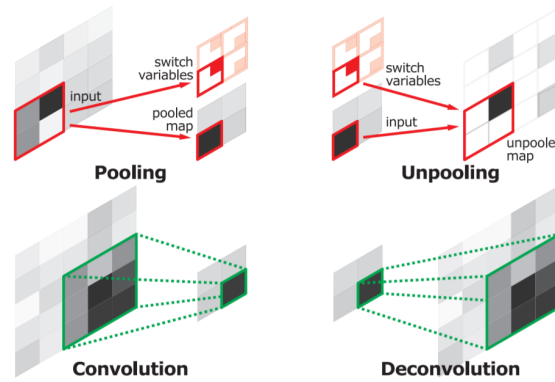 switch
variables
input
pooled
map
Pooling
switch
variables
input
unpoole
map
Unpooling
Convolution
Deconvolution